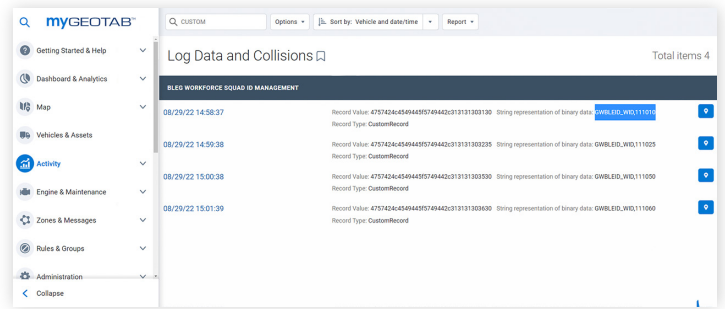 myGEOTAB™
CUSTOM
Options
Sort by: Vehicle and date/time
Report
Getting Started & Help
Log Data and Collisions
Total items 4
Dashboard & Analytics
BLEG WORKFORCE SQUAD ID MANAGEMENT
Map
08/29/22 14:58:37 Record Value: 4757424c4549445f5749442c313131303130 String representation of binary data: GWBLEID_WID,111010
Record Type: CustomRecord
Vehicles & Assets
08/29/22 14:59:38 Record Value: 4757424c4549445f5749442c313131303235 String representation of binary data: GWBLEID_WID,111025
Record Type: CustomRecord
Activity
08/29/22 15:00:38 Record Value: 4757424c4549445f5749442c313131303530 String representation of binary data: GWBLEID_WID,111050
Record Type: CustomRecord
Engine & Maintenance
08/29/22 15:01:39 Record Value: 4757424c4549445f5749442c313131303630 String representation of binary data: GWBLEID_WID,111060
Record Type: CustomRecord
Zones & Messages
Rules & Groups
Administration
Collapse